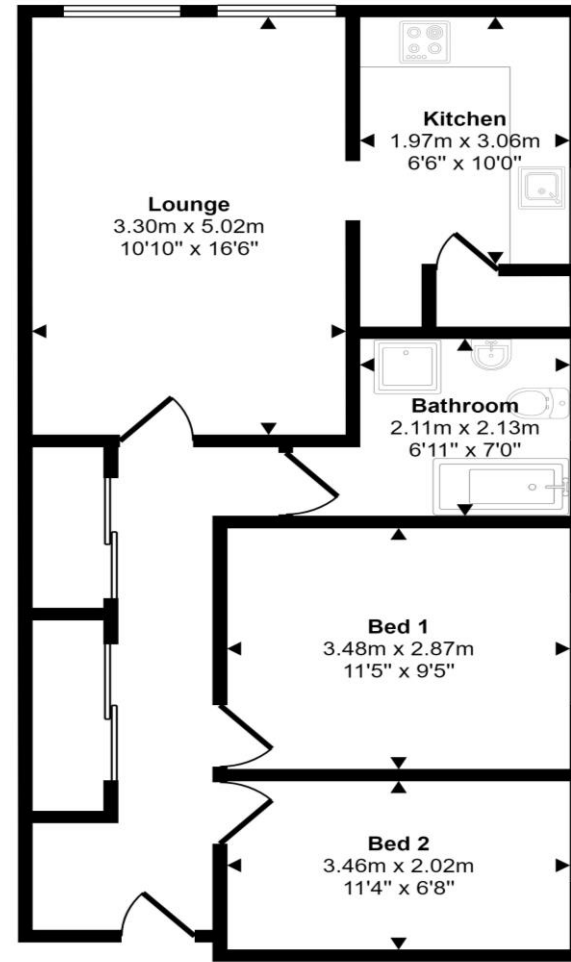 Kitchen
1.97m x 3.06m
6'6" x 10'0"
Lounge
3.30m x 5.02m
10'10" x 16'6"
Bathroom
2.11m x 2.13m
6'11" x 7'0"
Bed 1
3.48m x 2.87m
11'5" x 9'5"
Bed 2
3.46m x 2.02m
11'4" x 6'8"